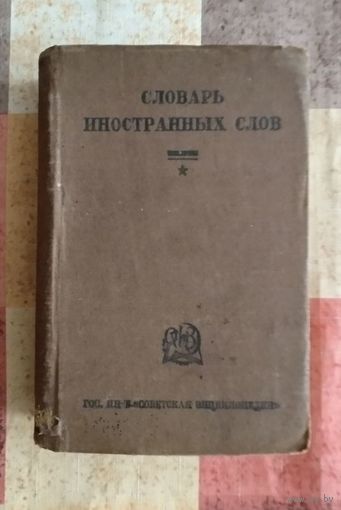 СЛОВАРЬ
ИНОСТРАННЫХ СЛОВ
ГОС. ИН-Т «СОВЕТСКАЯ ЭНЦИКЛОПЕДИЯ»